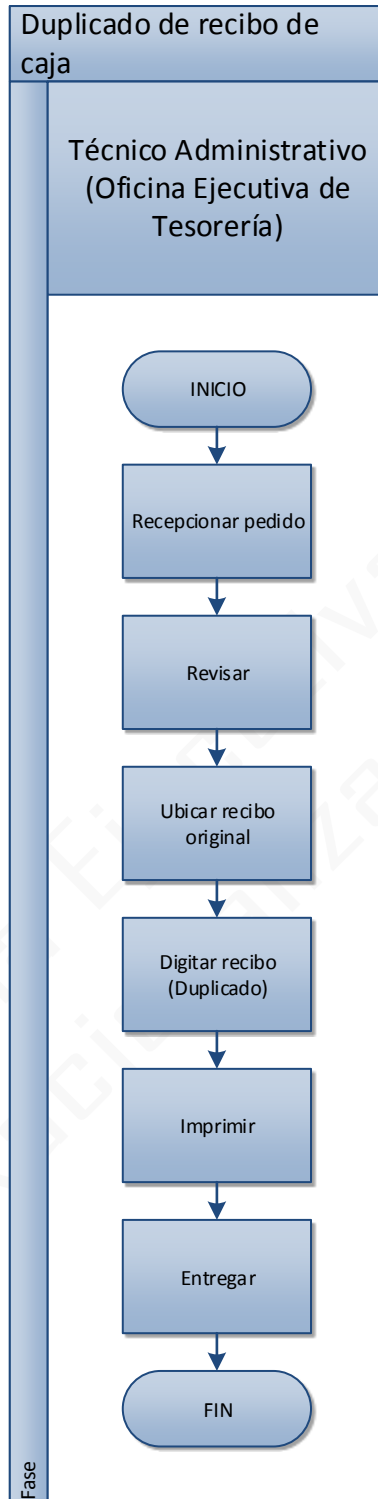 Duplicado de recibo de
caja
Técnico Administrativo
(Oficina Ejecutiva de
Tesorería)
INICIO
Recepcionar pedido
Revisar
Ubicar recibo
original
Digitar recibo
(Duplicado)
Imprimir
Entregar
FIN
Fase